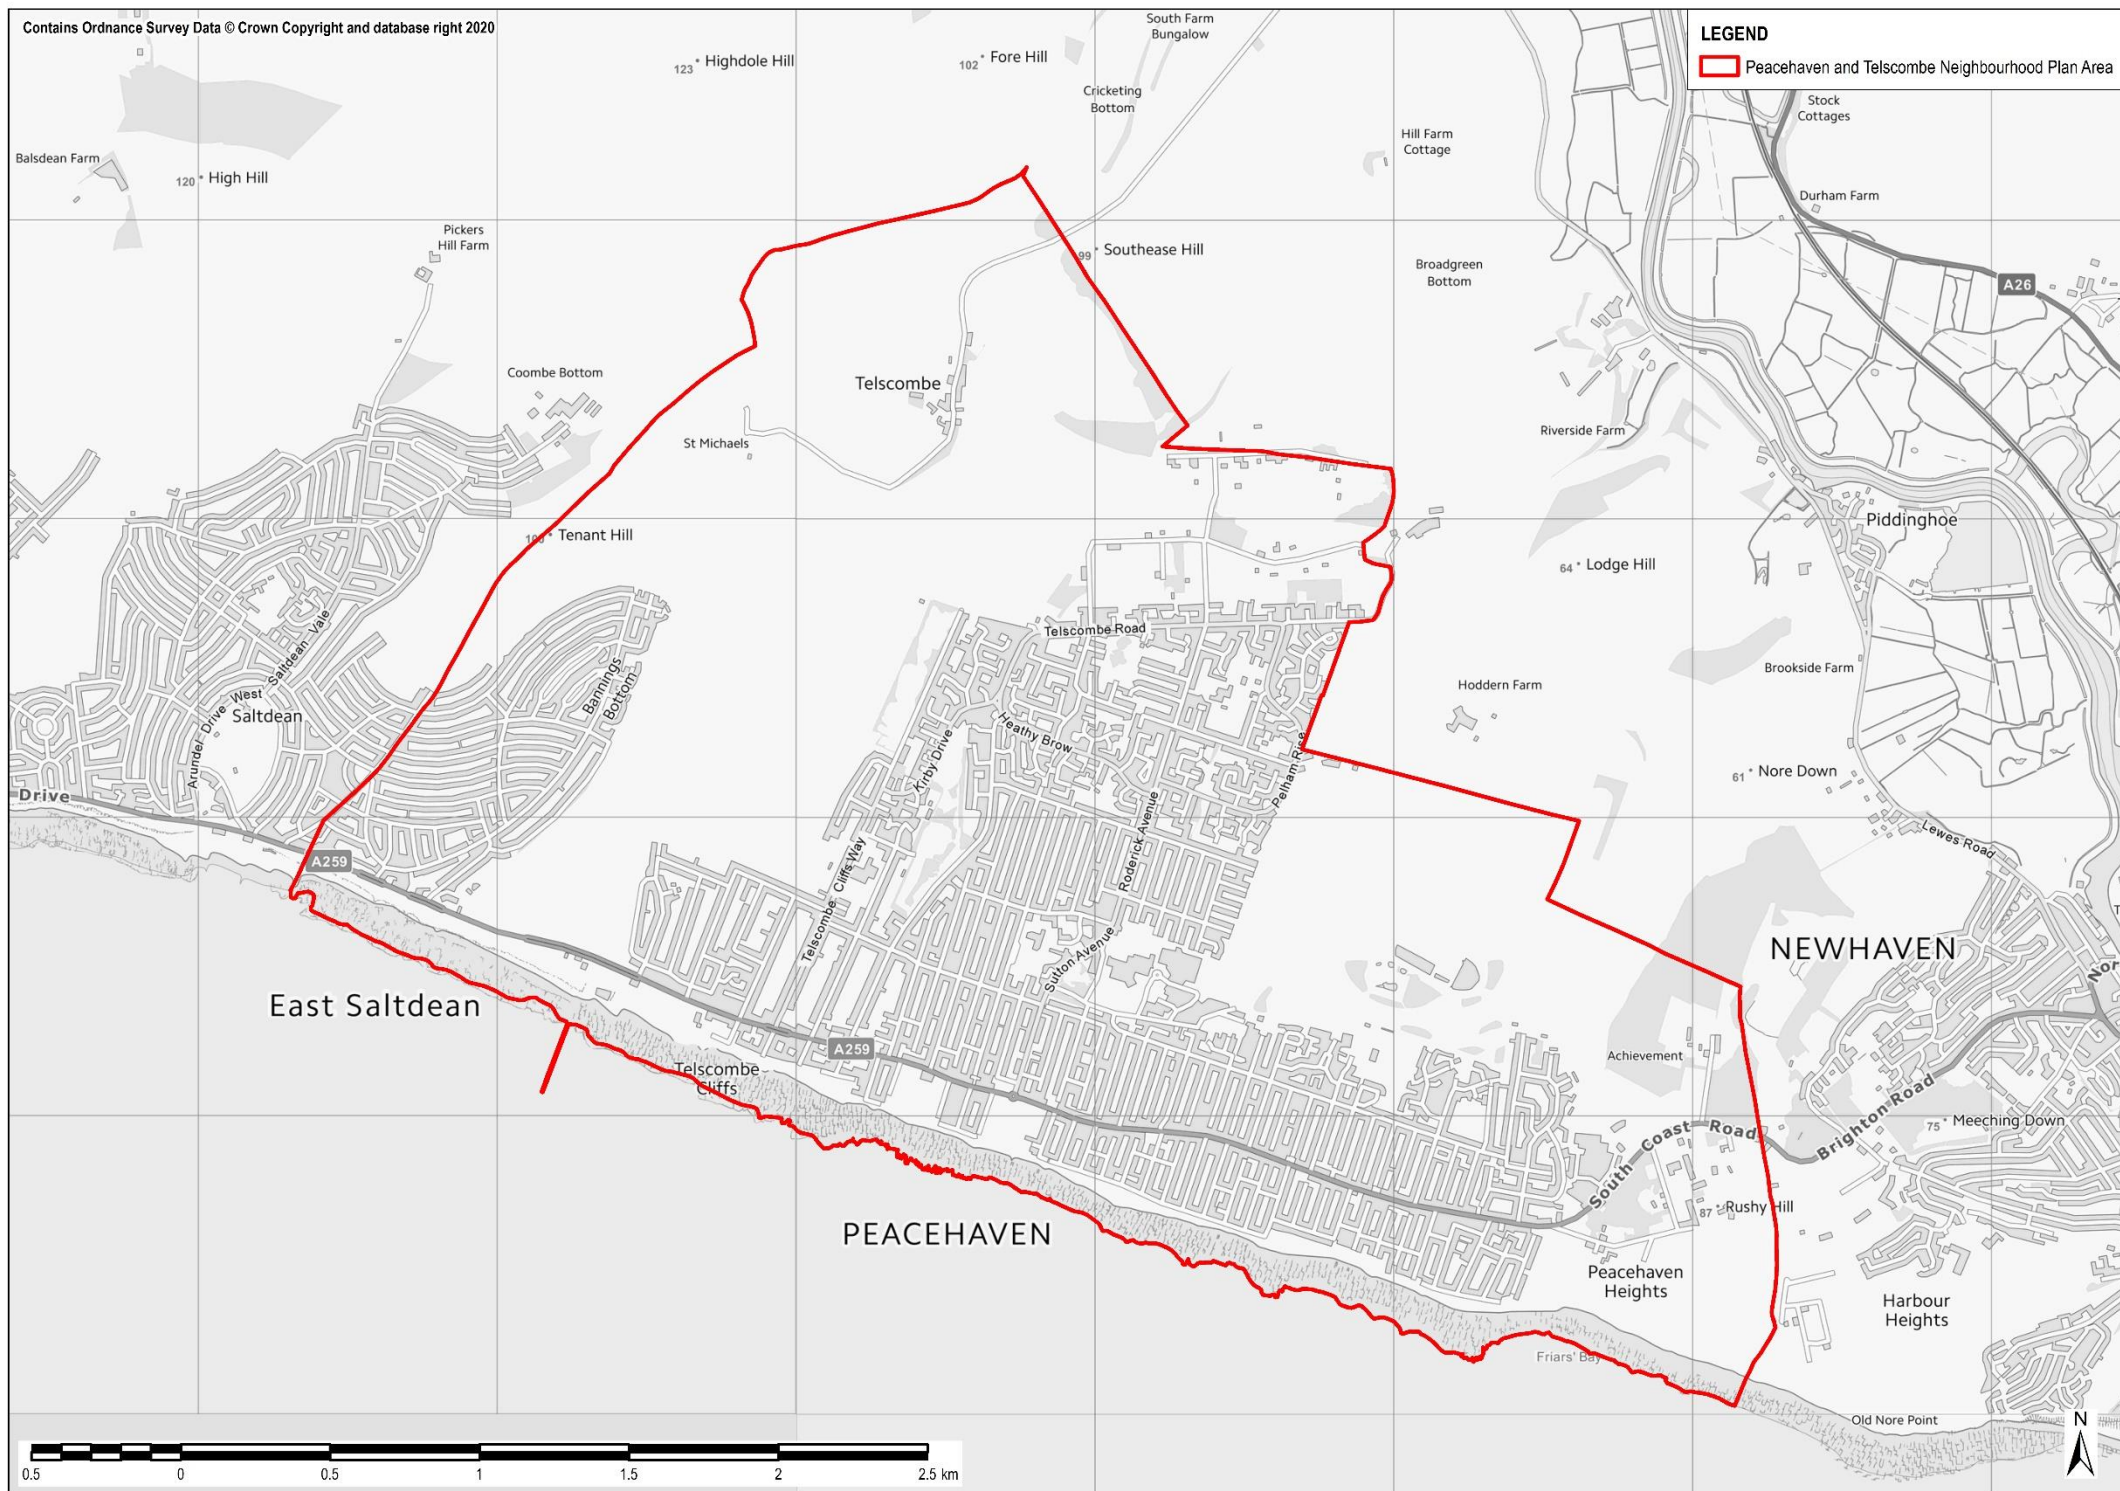 Contains Ordnance Survey Data © Crown Copyright and database right 2020
LEGEND
Peacehaven and Telscombe Neighbourhood Plan Area
South Farm
Bungalow
123 Highdole Hill
102 Fore Hill
Cricketing
Bottom
Stock
Cottages
Hill Farm
Cottage
Balsdean Farm
120 High Hill
Durham Farm
Pickers
Hill Farm
99 Southease Hill
Broadgreen
Bottom
A26
Coombe Bottom
Telscombe
St Michaels
Riverside Farm
Tenant Hill
Piddinghoe
64 Lodge Hill
Telscombe Road
Bannings
Bottom
West Saltdean Vale
Saltdean
Arundel Drive
Brookside Farm
Hoddern Farm
Heathy Brow
Kirby Drive
Pelham Rise
61 Nore Down
Drive
Roderick Avenue
Lewes Road
A259
Telscombe Cliffs Way
Sutton Avenue
NEWHAVEN
Nor
East Saltdean
A259
Achievement
Telscombe
Cliffs
Brighton Road
75 Meeching Down
South Coast Road
87 Rushy Hill
PEACEHAVEN
Peacehaven
Heights
Harbour
Heights
Friars' Bay
Old Nore Point
N
0.5 0 0.5 1 1.5 2 2.5 km